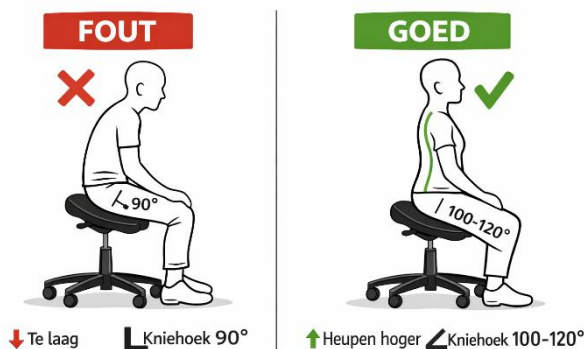 FOUT
90°
Te laag
Kniehoek 90°
GOED
100-120°
Heupen hoger
Kniehoek 100-120°